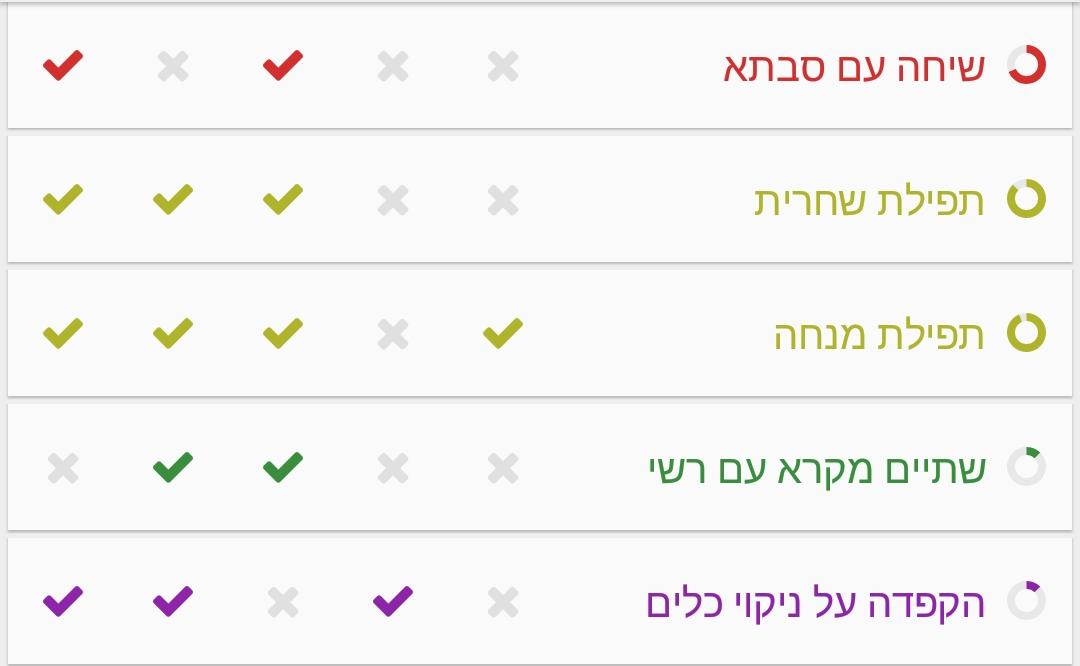 שיחה עם סבתא
תפילת שחרית
תפילת מנחה
שתיים מקרא עם רשי
הקפדה על ניקוי כלים